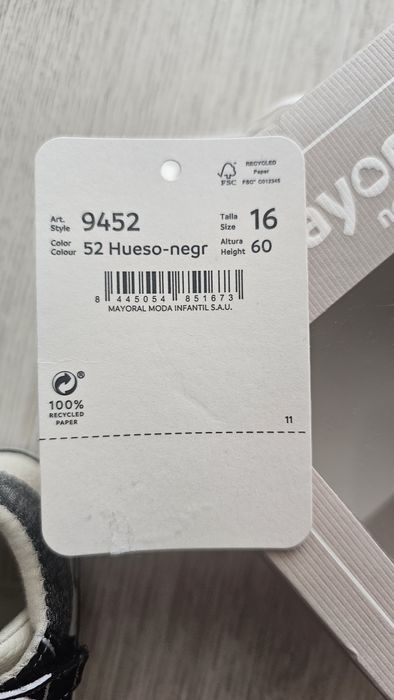 RECYCLED
Paper
FSC FSC® C012345
Art. Style 9452
Talla Size 16
Color Colour 52 Hueso-negr
Altura Height 60
8 445054 851673
MAYORAL MODA INFANTIL S.A.U.
®
100%
RECYCLED
PAPER
11